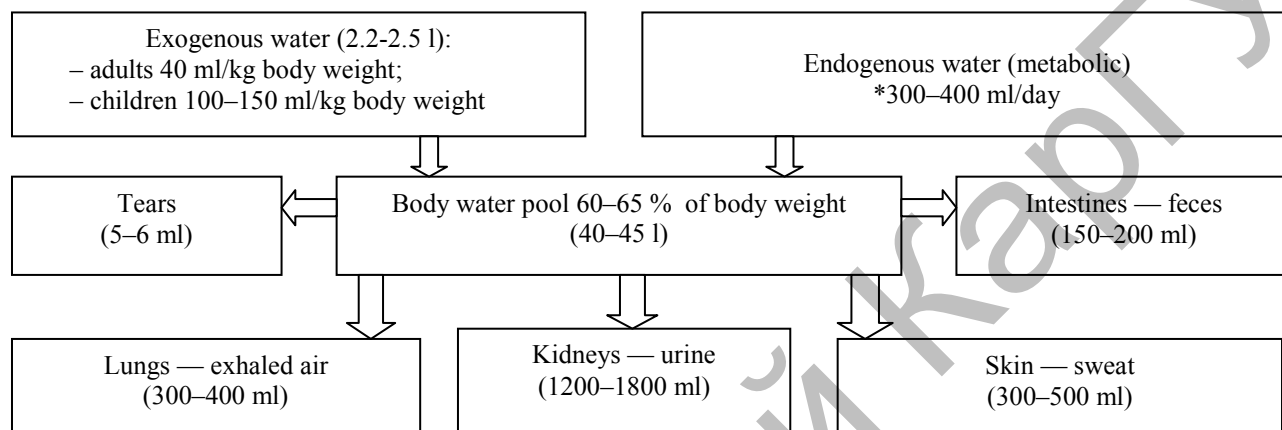 Exogenous water (2.2-2.5 l):
– adults 40 ml/kg body weight;
– children 100–150 ml/kg body weight
Endogenous water (metabolic)
*300–400 ml/day
Tears
(5–6 ml)
Body water pool 60–65 % of body weight
(40–45 l)
Intestines — feces
(150–200 ml)
Lungs — exhaled air
(300–400 ml)
Kidneys — urine
(1200–1800 ml)
Skin — sweat
(300–500 ml)
й КарГУ